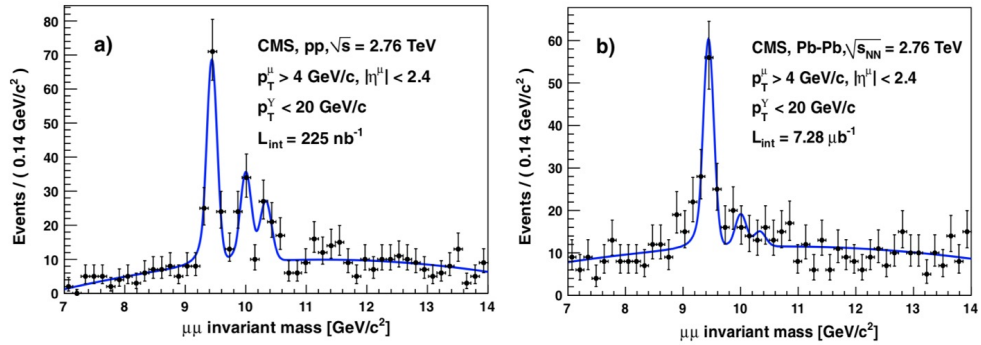 a)
CMS, pp, √s = 2.76 TeV
p_T^μ > 4 GeV/c, |η^μ| < 2.4
p_T^Υ < 20 GeV/c
L_int = 225 nb⁻¹
Events / ( 0.14 GeV/c² )
80
70
60
50
40
30
20
10
0
7 8 9 10 11 12 13 14
μμ invariant mass [GeV/c²]
b)
CMS, Pb-Pb, √s_NN = 2.76 TeV
p_T^μ > 4 GeV/c, |η^μ| < 2.4
p_T^Υ < 20 GeV/c
L_int = 7.28 μb⁻¹
Events / ( 0.14 GeV/c² )
60
50
40
30
20
10
0
7 8 9 10 11 12 13 14
μμ invariant mass [GeV/c²]